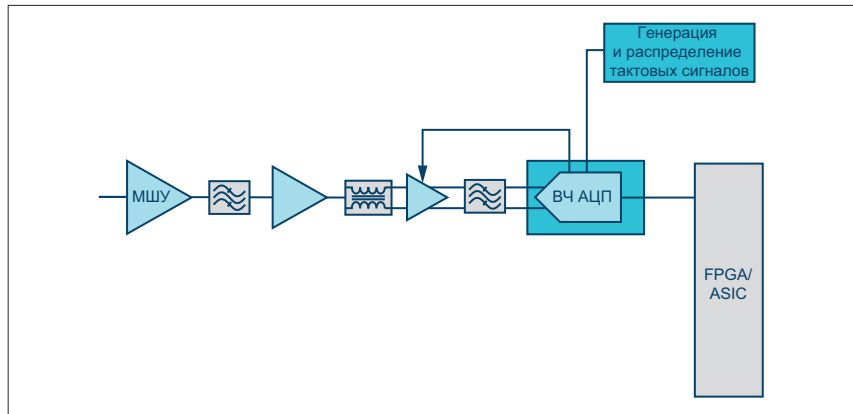 Генерация
и распределение
тактовых сигналов
МШУ
ВЧ АЦП
FPGA/
ASIC